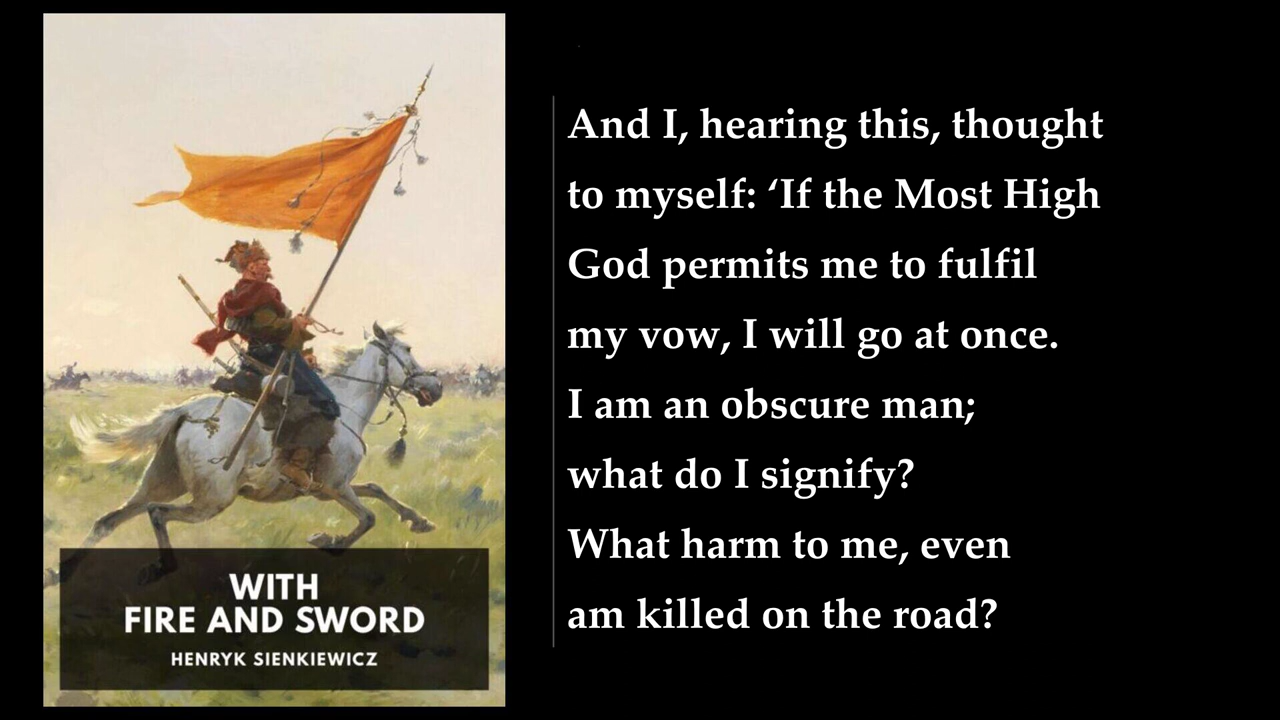 WITH
FIRE AND SWORD
HENRYK SIENKIEWICZ
And I, hearing this, thought
to myself: ‘If the Most High
God permits me to fulfil
my vow, I will go at once.
I am an obscure man;
what do I signify?
What harm to me, even
am killed on the road?